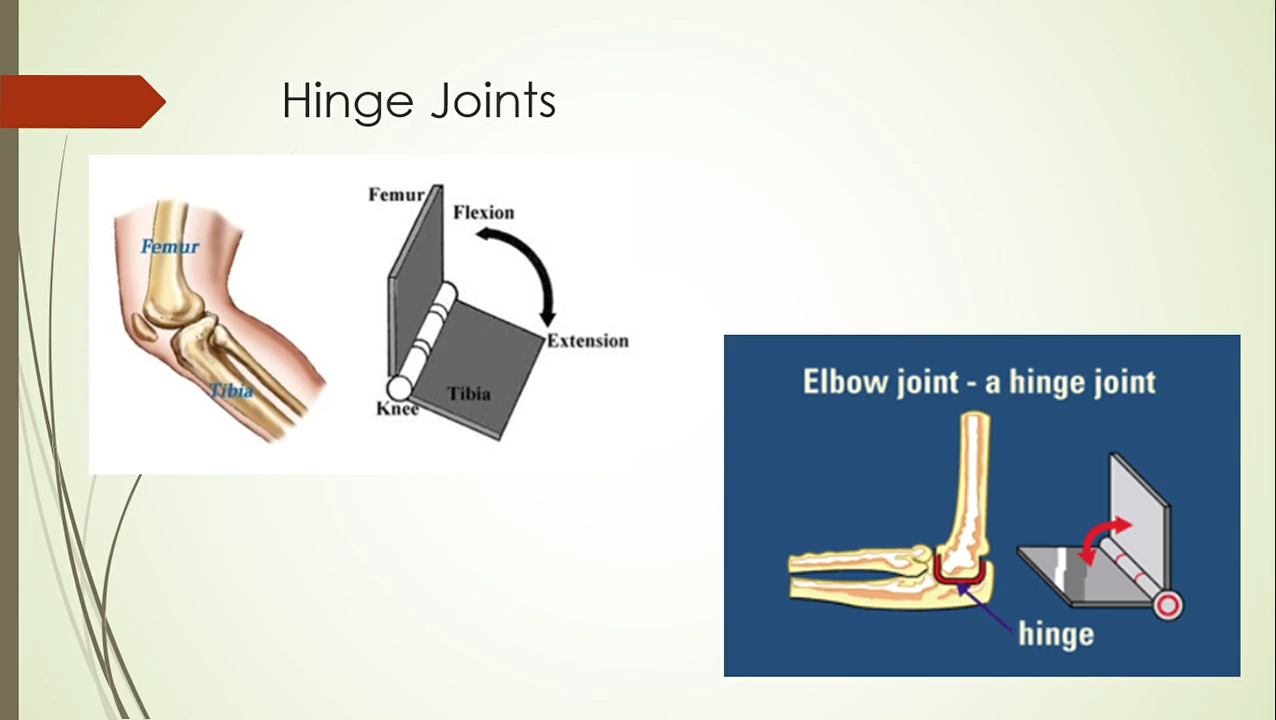 Hinge Joints
Femur
Tibia
Femur
Flexion
Extension
Tibia
Knee
Elbow joint - a hinge joint
hinge